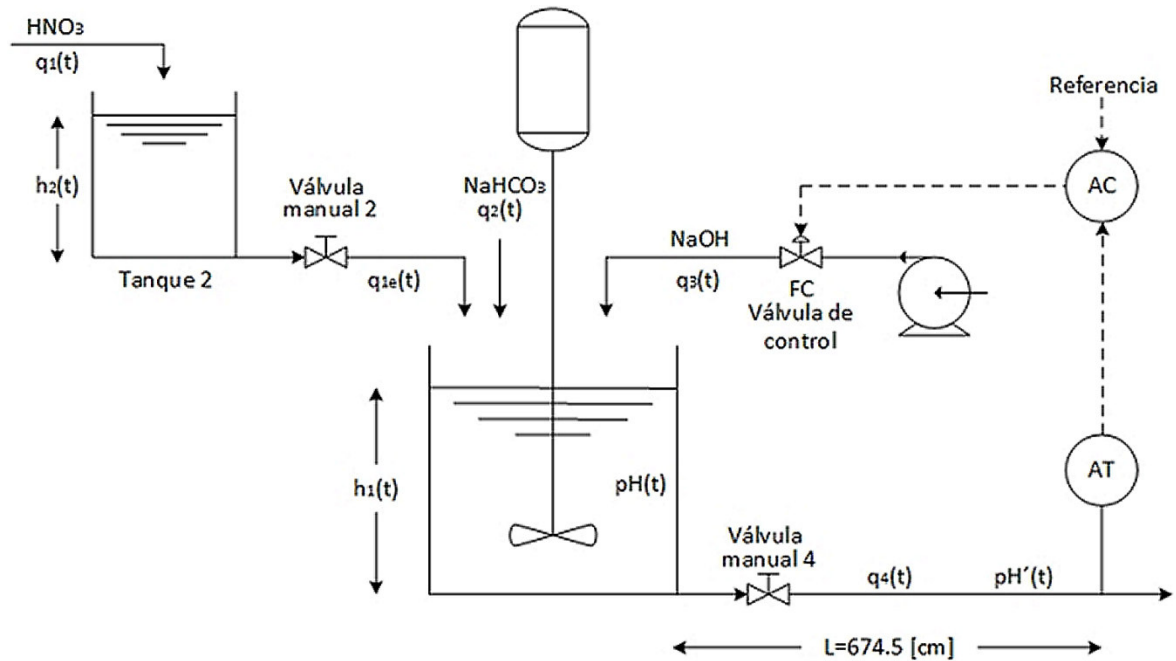 HNO3
q1(t)
h2(t)
Tanque 2
Válvula
manual 2
q1e(t)
NaHCO3
q2(t)
NaOH
q3(t)
FC
Válvula de
control
Referencia
AC
AT
h1(t)
pH(t)
Válvula
manual 4
q4(t)
pH´(t)
L=674.5 [cm]